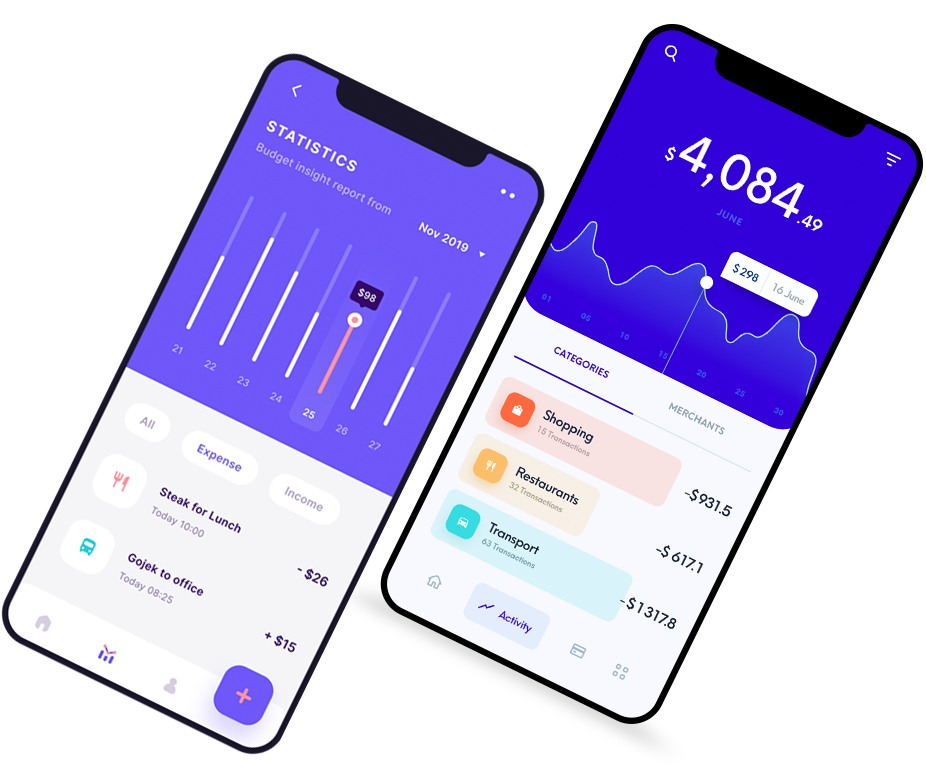 STATISTICS
Budget insight report from
Nov 2019
$98
21 22 23 24 25 26 27
All Expense Income
Steak for Lunch
Today 10:00
- $26
Gojek to office
Today 08:25
+ $15
$4,084.49
JUNE
$298 16 June
01 05 10 15 20 25 30
CATEGORIES MERCHANTS
Shopping
15 Transactions
-$931.5
Restaurants
32 Transactions
-$617.1
Transport
63 Transactions
-$1317.8
Activity